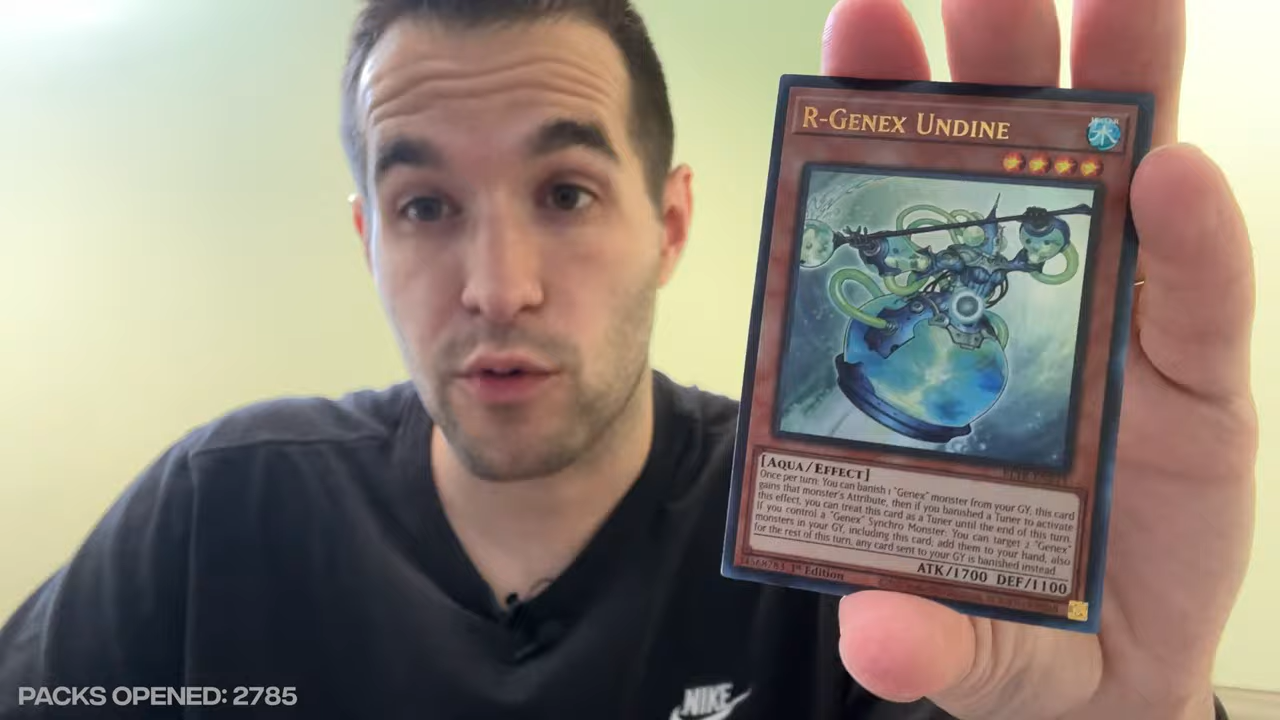 R-Genex Undine
[Aqua/Effect]
Once per turn: You can banish 1 "Genex" monster from your GY, this card
gains that monster's Attribute, then if you banished a Tuner to activate
this effect, you can treat this card as a Tuner until the end of this turn.
If you control a "Genex" Synchro Monster: You can target 2 "Genex"
monsters in your GY, including this card; add them to your hand, also
for the rest of this turn, any card sent to your GY is banished instead.
ATK/1700 DEF/1100
1st Edition
NIKE
PACKS OPENED: 2785